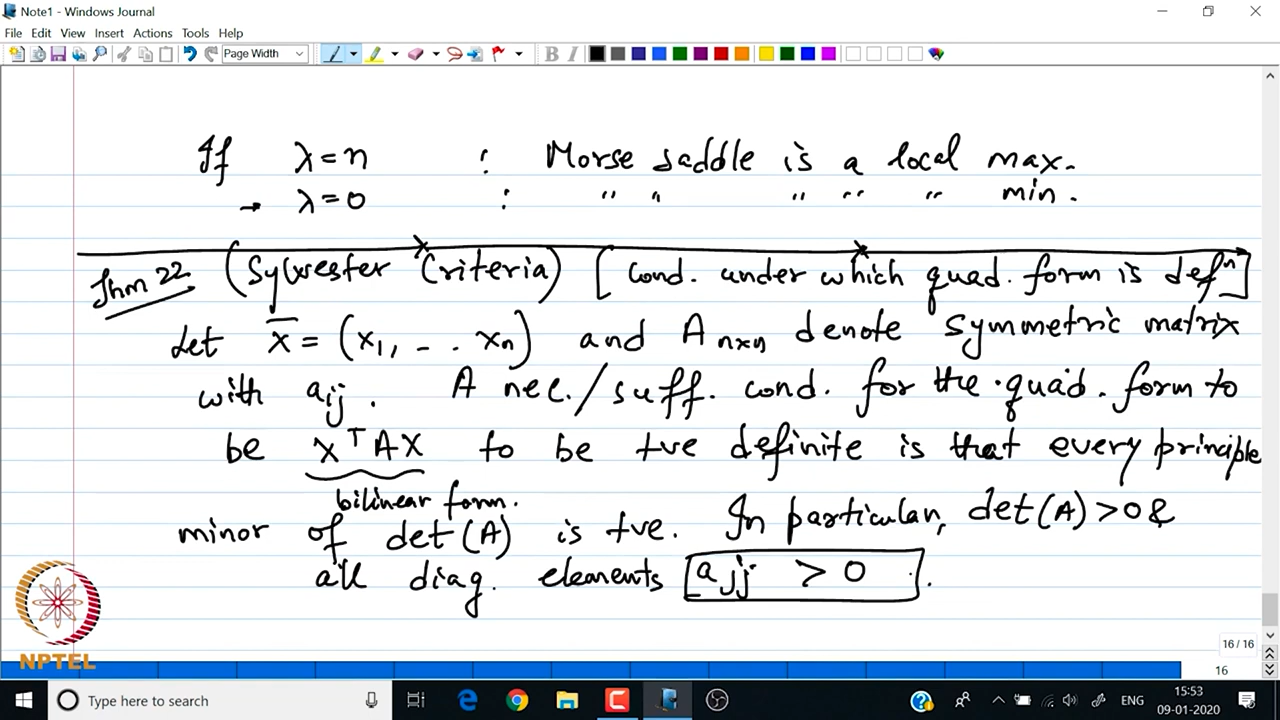 Note1 - Windows Journal
File Edit View Insert Actions Tools Help
Page Width
If λ = n : Morse saddle is a local max.
→ λ = 0 : " " " " " min.
Thm 22 (Sylvester Criteria) [Cond. under which quad. form is defⁿ]
Let x̄ = (x₁, - . . xₙ) and Aₙₓₙ denote symmetric matrix
with aᵢⱼ. A nec./suff. cond. for the quad. form to
be xᵀAx to be +ve definite is that every principle
bilinear form.
minor of det(A) is +ve. In particular, det(A) > 0 &
all diag. elements aⱼⱼ > 0 .
NPTEL
16 / 16
16
Type here to search
ENG
15:53
09-01-2020